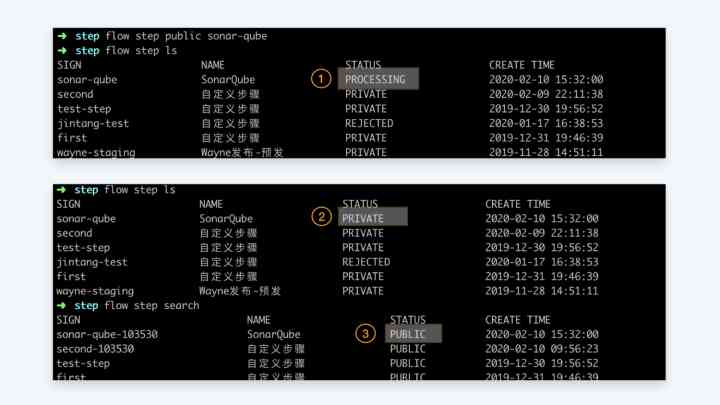 ➜ step flow step public sonar-qube
➜ step flow step ls
SIGN NAME STATUS CREATE TIME
sonar-qube SonarQube 1 PROCESSING 2020-02-10 15:32:00
second 自定义步骤 PRIVATE 2020-02-09 22:11:38
test-step 自定义步骤 PRIVATE 2019-12-30 19:56:52
jintang-test 自定义步骤 REJECTED 2020-01-17 16:38:53
first 自定义步骤 PRIVATE 2019-12-31 19:46:39
wayne-staging Wayne发布-预发 PRIVATE 2019-11-28 14:51:11
➜ step flow step ls
SIGN NAME STATUS CREATE TIME
sonar-qube SonarQube 2 PRIVATE 2020-02-10 15:32:00
second 自定义步骤 PRIVATE 2020-02-09 22:11:38
test-step 自定义步骤 PRIVATE 2019-12-30 19:56:52
jintang-test 自定义步骤 REJECTED 2020-01-17 16:38:53
first 自定义步骤 PRIVATE 2019-12-31 19:46:39
wayne-staging Wayne发布-预发 PRIVATE 2019-11-28 14:51:11
➜ step flow step search
SIGN NAME STATUS CREATE TIME
sonar-qube-103530 SonarQube 3 PUBLIC 2020-02-10 15:32:00
second-103530 自定义步骤 PUBLIC 2020-02-10 09:56:23
test-step 自定义步骤 PUBLIC 2019-12-30 19:56:52
first 自定义步骤 PUBLIC 2019-12-31 19:46:39